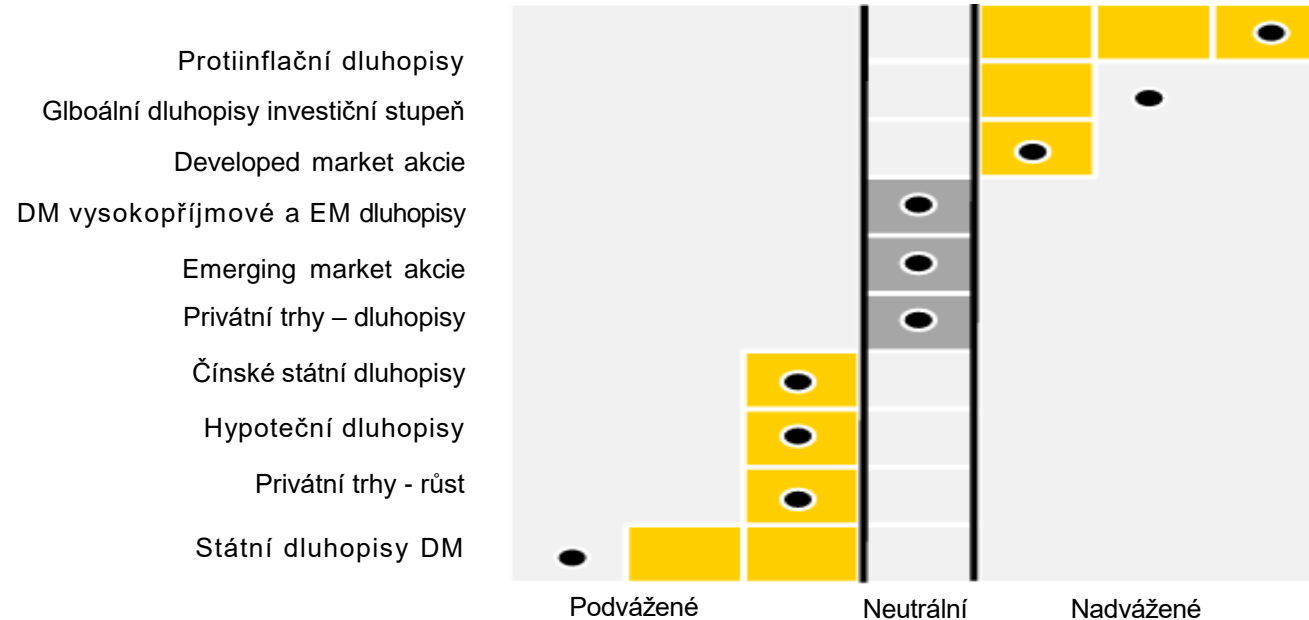 Protiinflační dluhopisy
Glboální dluhopisy investiční stupeň
Developed market akcie
DM vysokopříjmové a EM dluhopisy
Emerging market akcie
Privátní trhy – dluhopisy
Čínské státní dluhopisy
Hypoteční dluhopisy
Privátní trhy - růst
Státní dluhopisy DM
Podvážené Neutrální Nadvážené